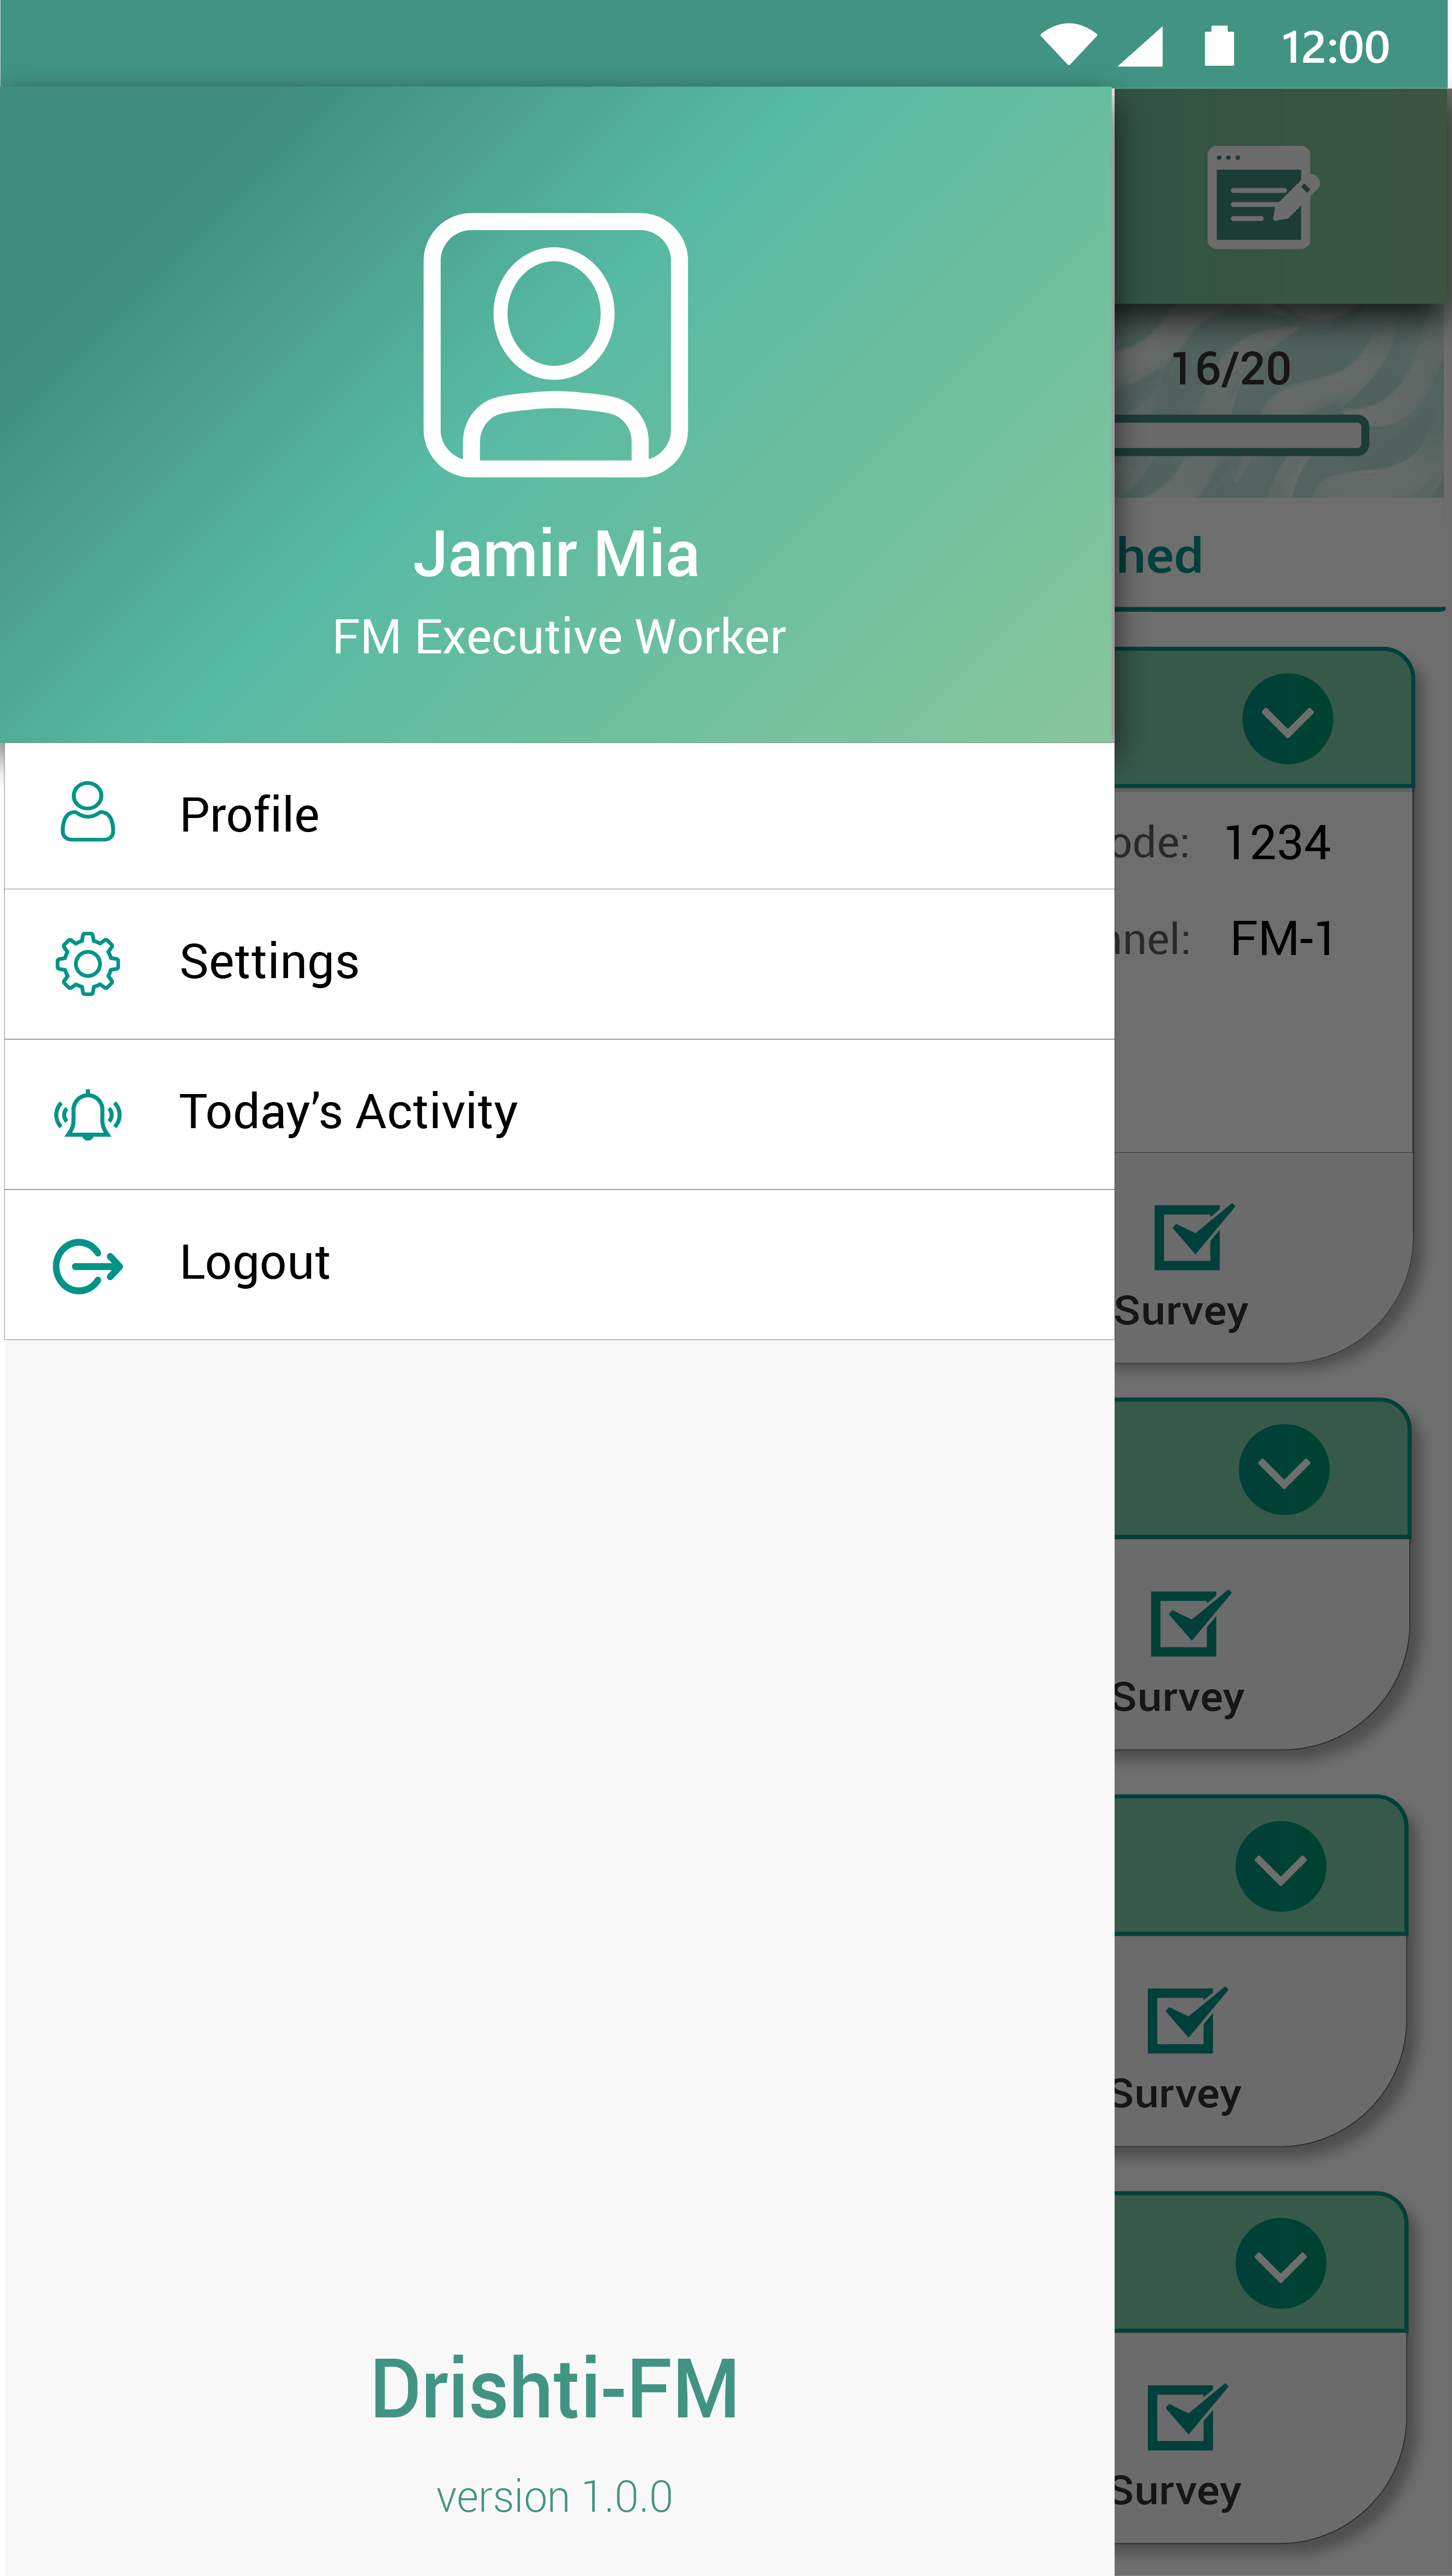 12:00
Jamir Mia
FM Executive Worker
Profile
Settings
Today’s Activity
Logout
Drishti-FM
version 1.0.0
16/20
hed
ode: 1234
nnel: FM-1
Survey
Survey
Survey
Survey